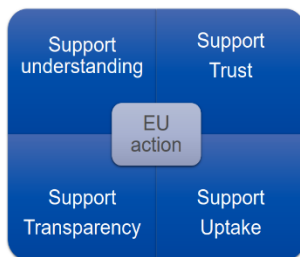 Support
understanding
Support
Trust
EU
action
Support
Transparency
Support
Uptake